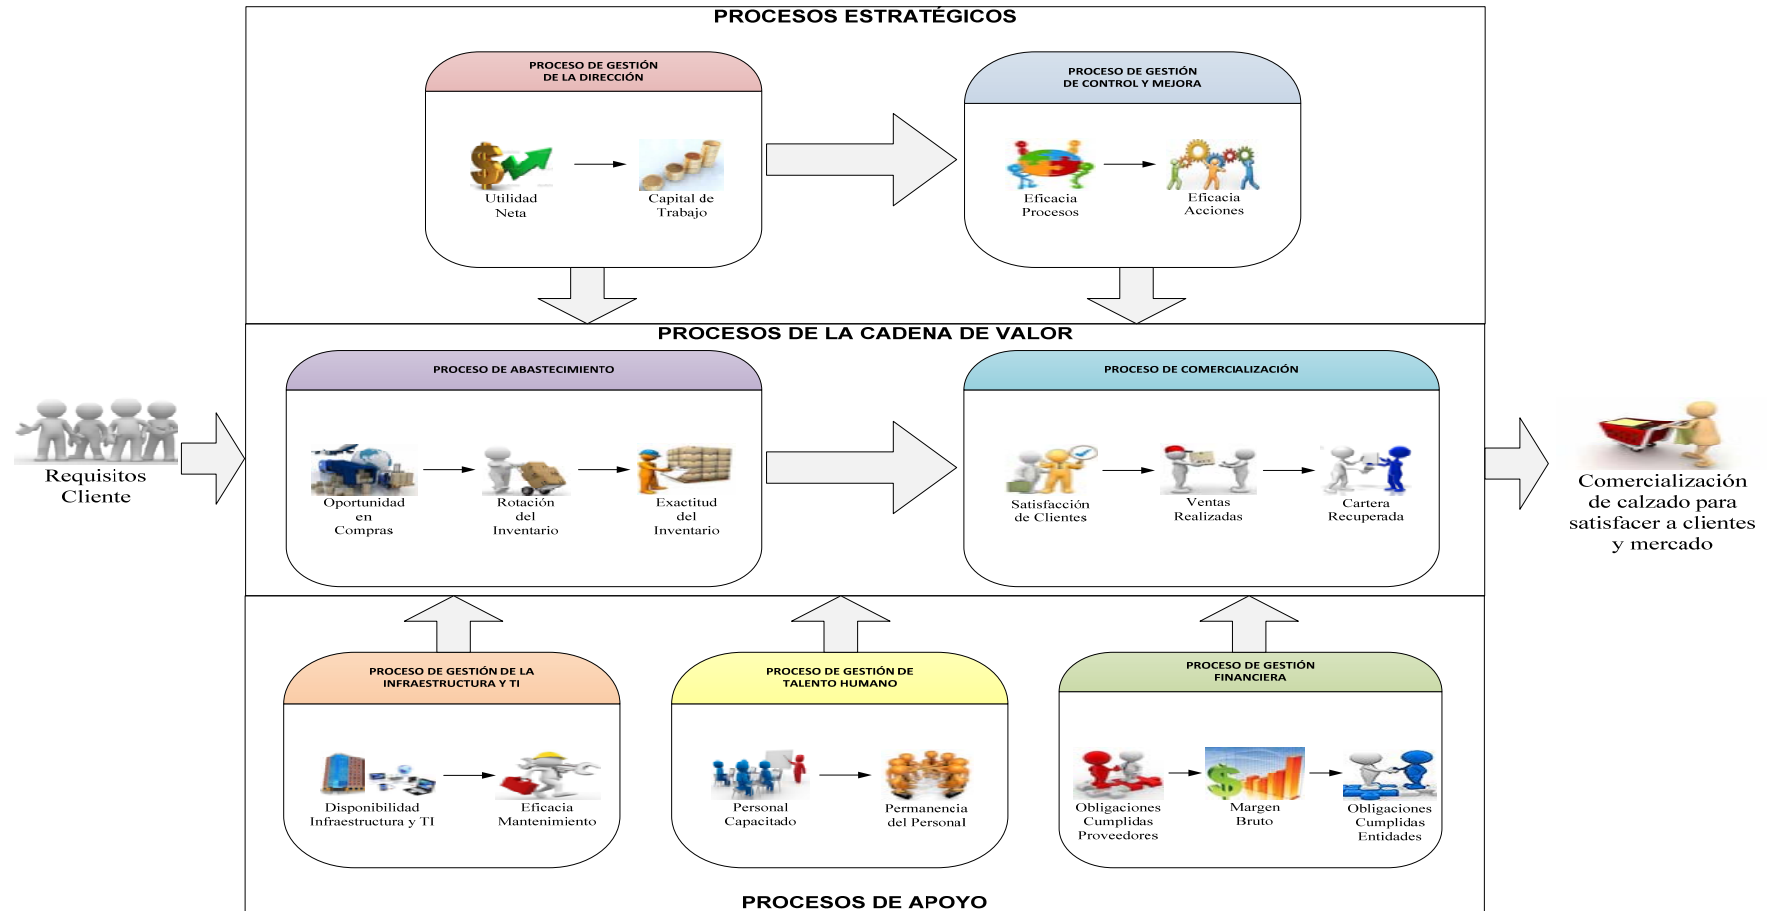 PROCESOS ESTRATÉGICOS
PROCESO DE GESTIÓN
DE LA DIRECCIÓN
Utilidad
Neta
Capital de
Trabajo
PROCESO DE GESTIÓN
DE CONTROL Y MEJORA
Eficacia
Procesos
Eficacia
Acciones
PROCESOS DE LA CADENA DE VALOR
Requisitos
Cliente
PROCESO DE ABASTECIMIENTO
Oportunidad
en
Compras
Rotación
del
Inventario
Exactitud
del
Inventario
PROCESO DE COMERCIALIZACIÓN
Satisfacción
de Clientes
Ventas
Realizadas
Cartera
Recuperada
Comercialización
de calzado para
satisfacer a clientes
y mercado
PROCESO DE GESTIÓN DE LA
INFRAESTRUCTURA Y TI
Disponibilidad
Infraestructura y TI
Eficacia
Mantenimiento
PROCESO DE GESTIÓN DE
TALENTO HUMANO
Personal
Capacitado
Permanencia
del Personal
PROCESO DE GESTIÓN
FINANCIERA
Obligaciones
Cumplidas
Proveedores
Margen
Bruto
Obligaciones
Cumplidas
Entidades
PROCESOS DE APOYO